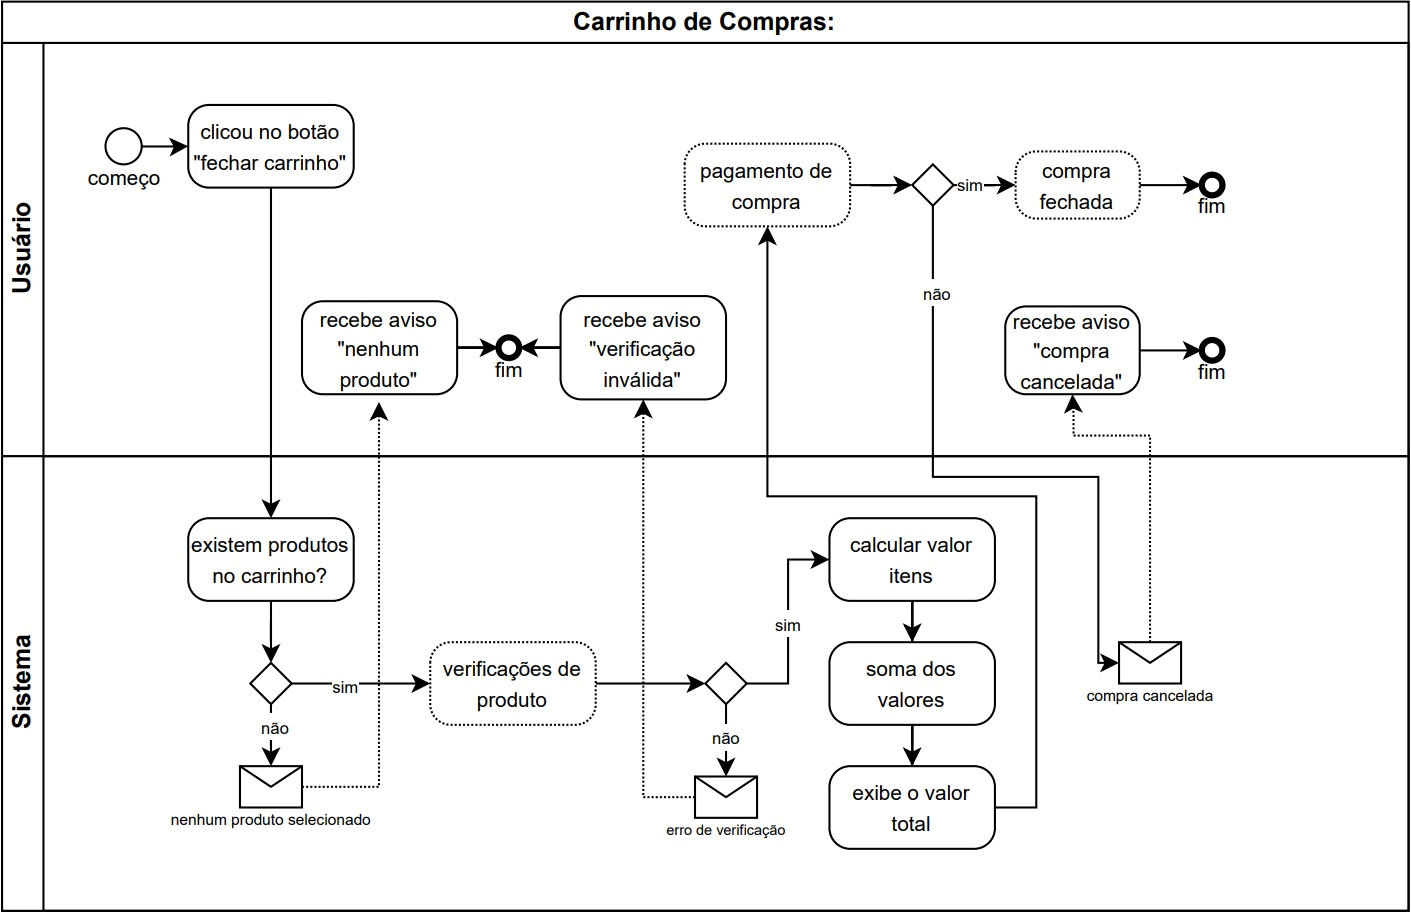 Carrinho de Compras:
Usuário
começo
clicou no botão
"fechar carrinho"
pagamento de
compra
sim
compra
fechada
fim
não
recebe aviso
"nenhum
produto"
fim
recebe aviso
"verificação
inválida"
recebe aviso
"compra
cancelada"
fim
Sistema
existem produtos
no carrinho?
sim
não
nenhum produto selecionado
verificações de
produto
sim
não
erro de verificação
calcular valor
itens
soma dos
valores
exibe o valor
total
compra cancelada